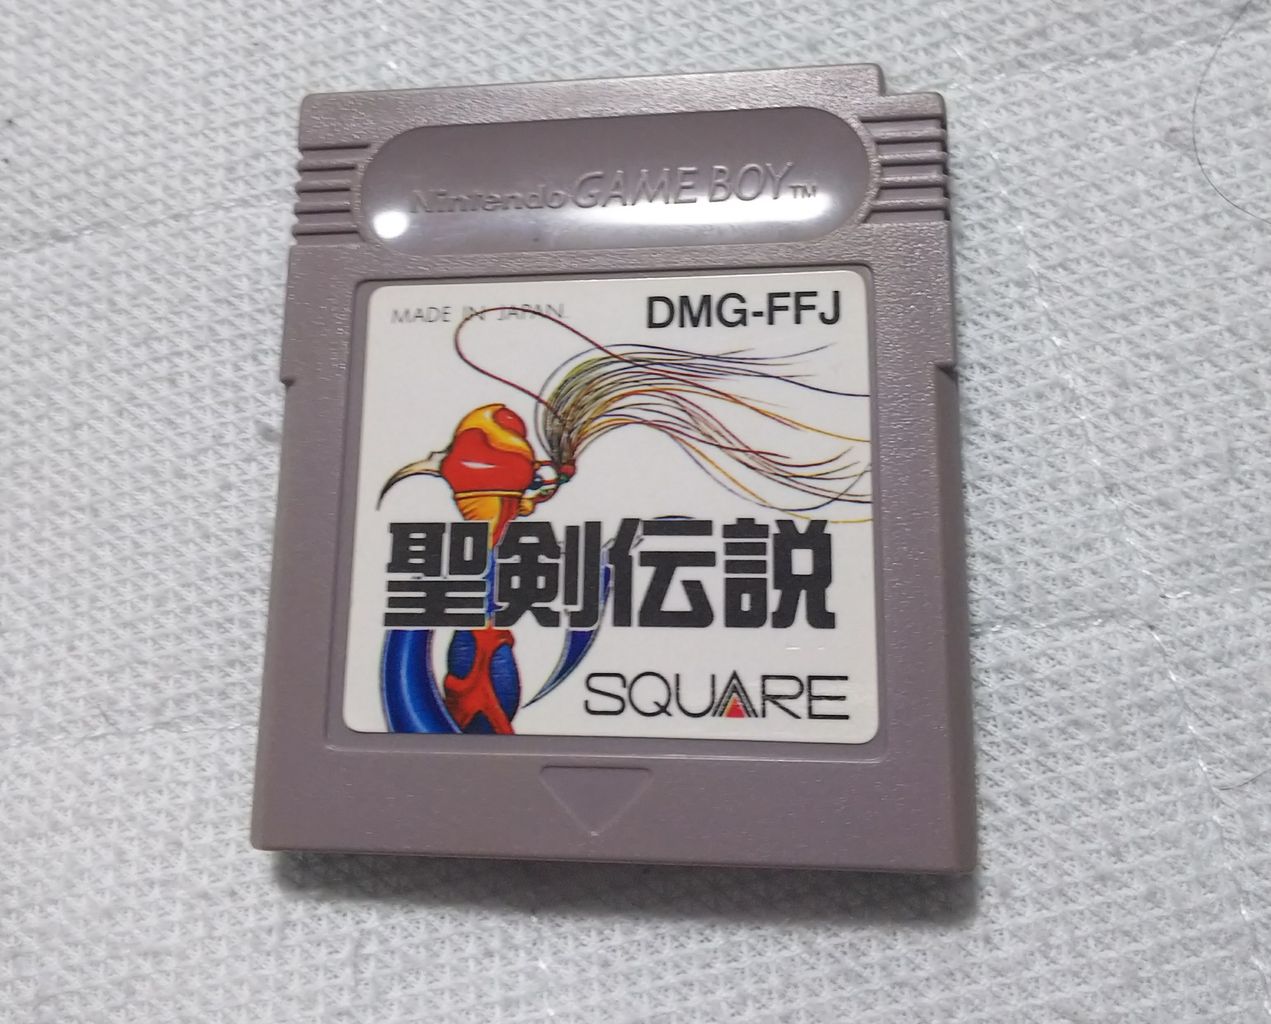 Nintendo GAME BOY™
MADE IN JAPAN
DMG-FFJ
聖剣伝説
SQUARE